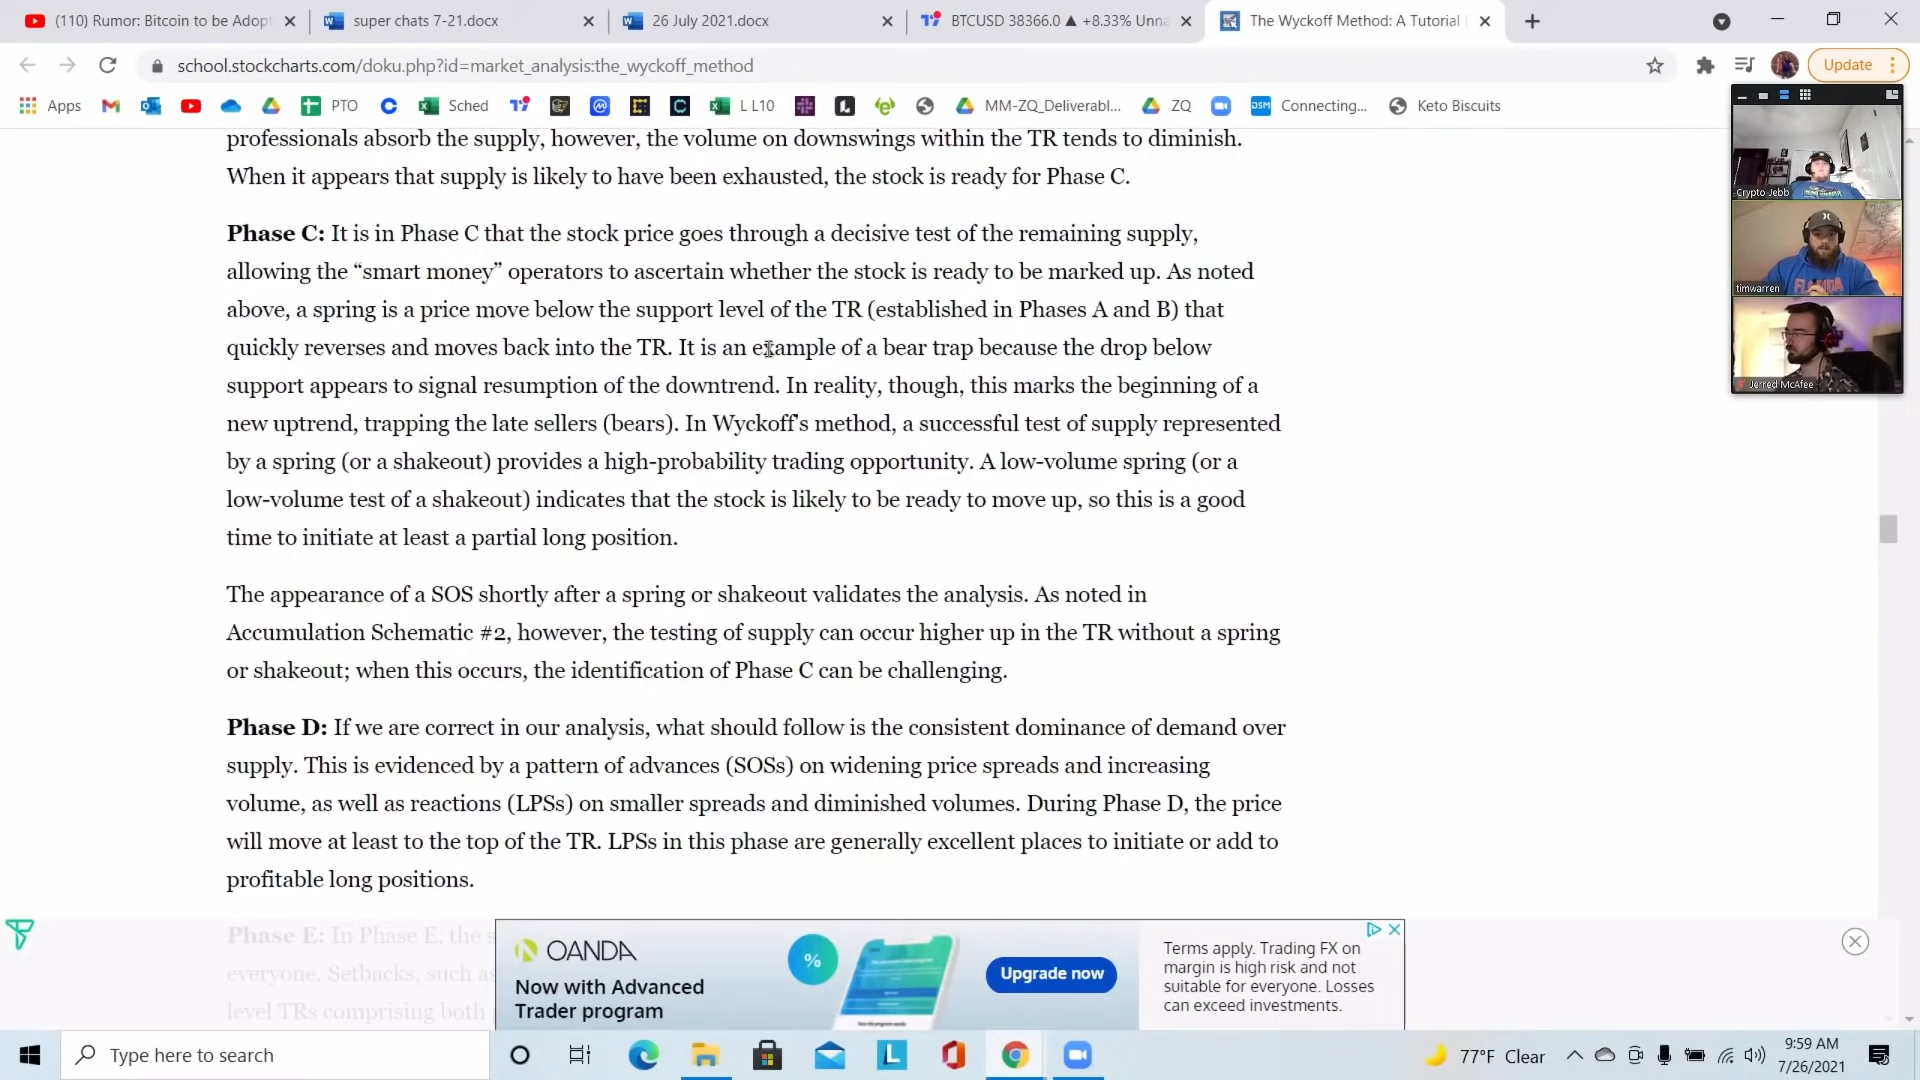 (110) Rumor: Bitcoin to be Adop
super chats 7-21.docx
26 July 2021.docx
BTCUSD 38366.0 ▲ +8.33% Unna
The Wyckoff Method: A Tutorial
school.stockcharts.com/doku.php?id=market_analysis:the_wyckoff_method
Update
Apps
PTO
Sched
L L10
MM-ZQ_Deliverabl...
ZQ
DSM
Connecting...
Keto Biscuits
professionals absorb the supply, however, the volume on downswings within the TR tends to diminish.
When it appears that supply is likely to have been exhausted, the stock is ready for Phase C.
Phase C: It is in Phase C that the stock price goes through a decisive test of the remaining supply,
allowing the “smart money” operators to ascertain whether the stock is ready to be marked up. As noted
above, a spring is a price move below the support level of the TR (established in Phases A and B) that
quickly reverses and moves back into the TR. It is an example of a bear trap because the drop below
support appears to signal resumption of the downtrend. In reality, though, this marks the beginning of a
new uptrend, trapping the late sellers (bears). In Wyckoff's method, a successful test of supply represented
by a spring (or a shakeout) provides a high-probability trading opportunity. A low-volume spring (or a
low-volume test of a shakeout) indicates that the stock is likely to be ready to move up, so this is a good
time to initiate at least a partial long position.
The appearance of a SOS shortly after a spring or shakeout validates the analysis. As noted in
Accumulation Schematic #2, however, the testing of supply can occur higher up in the TR without a spring
or shakeout; when this occurs, the identification of Phase C can be challenging.
Phase D: If we are correct in our analysis, what should follow is the consistent dominance of demand over
supply. This is evidenced by a pattern of advances (SOSs) on widening price spreads and increasing
volume, as well as reactions (LPSs) on smaller spreads and diminished volumes. During Phase D, the price
will move at least to the top of the TR. LPSs in this phase are generally excellent places to initiate or add to
profitable long positions.
Phase E: In Phase E, the s
everyone. Setbacks, such as
level TRs comprising both
Crypto Jebb
FLORIDA
timwarren
Jerred McAfee
OANDA
Now with Advanced
Trader program
%
Upgrade now
Terms apply. Trading FX on
margin is high risk and not
suitable for everyone. Losses
can exceed investments.
Type here to search
77°F Clear
9:59 AM
7/26/2021